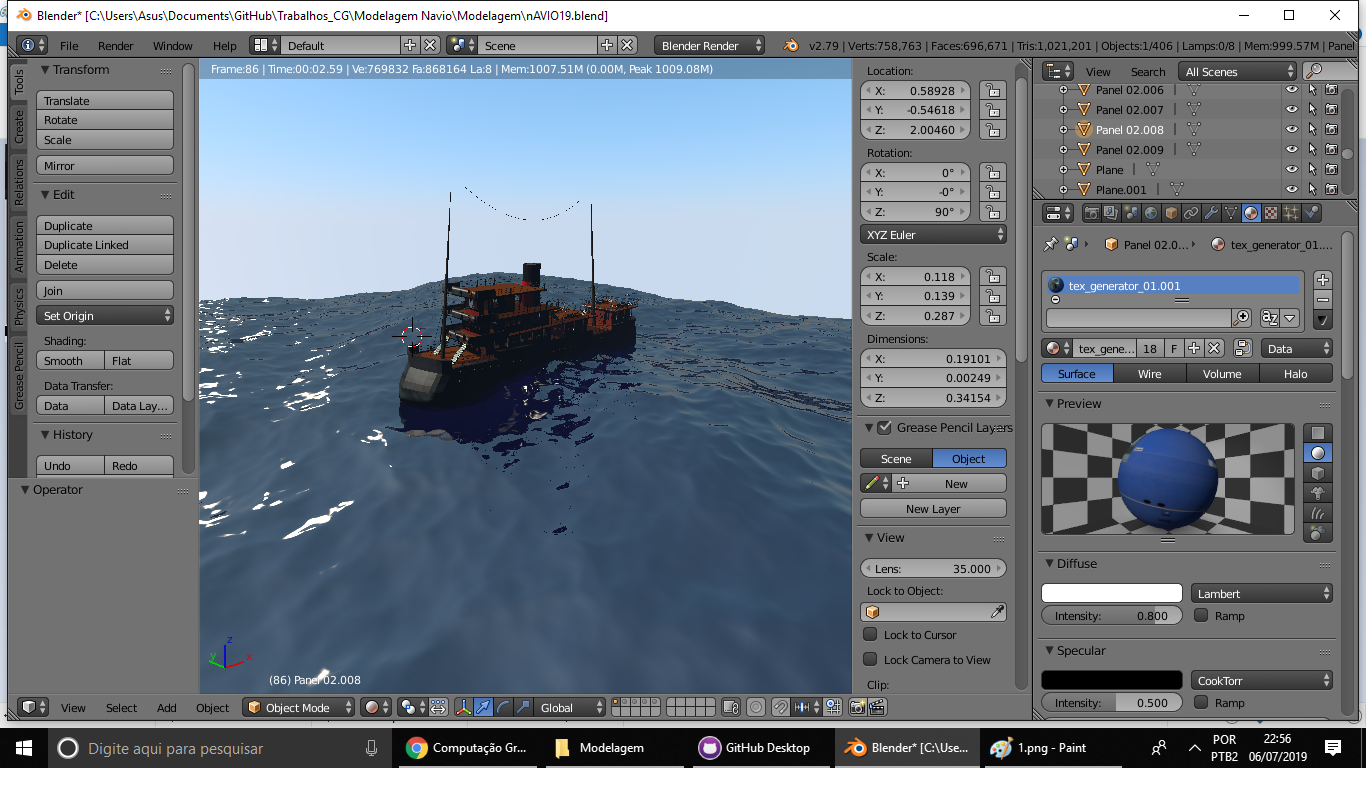 Blender* [C:\Users\Asus\Documents\GitHub\Trabalhos_CG\Modelagem Navio\Modelagem\nAVIO19.blend]
File Render Window Help Default Scene Blender Render v2.79 | Verts:758,763 | Faces:696,671 | Tris:1,021,201 | Objects:1/406 | Lamps:0/8 | Mem:999.57M | Panel
Tools
Create
Relations
Animation
Physics
Grease Pencil
Transform
Translate
Rotate
Scale
Mirror
Edit
Duplicate
Duplicate Linked
Delete
Join
Set Origin
Shading:
Smooth Flat
Data Transfer:
Data Data Lay...
History
Undo Redo
Operator
Frame:86 | Time:00:02.59 | Ve:769832 Fa:868164 La:8 | Mem:1007.51M (0.00M, Peak 1009.08M)
z
y x
(86) Panel 02.008
Location:
X: 0.58928
Y: -0.54618
Z: 2.00460
Rotation:
X: 0°
Y: -0°
Z: 90°
XYZ Euler
Scale:
X: 0.118
Y: 0.139
Z: 0.287
Dimensions:
X: 0.19101
Y: 0.00249
Z: 0.34154
Grease Pencil Layers
Scene Object
New
New Layer
View
Lens: 35.000
Lock to Object:
Lock to Cursor
Lock Camera to View
Clip:
View Select Add Object Object Mode Global
View Search All Scenes
Panel 02.006
Panel 02.007
Panel 02.008
Panel 02.009
Plane
Plane.001
Panel 02.0... tex_generator_01....
tex_generator_01.001
tex_gene... 18 F Data
Surface Wire Volume Halo
Preview
Diffuse
Lambert
Intensity: 0.800 Ramp
Specular
CookTorr
Intensity: 0.500 Ramp
Digite aqui para pesquisar Computação Gr... Modelagem GitHub Desktop Blender* [C:\Use... 1.png - Paint
POR 22:56
PTB2 06/07/2019